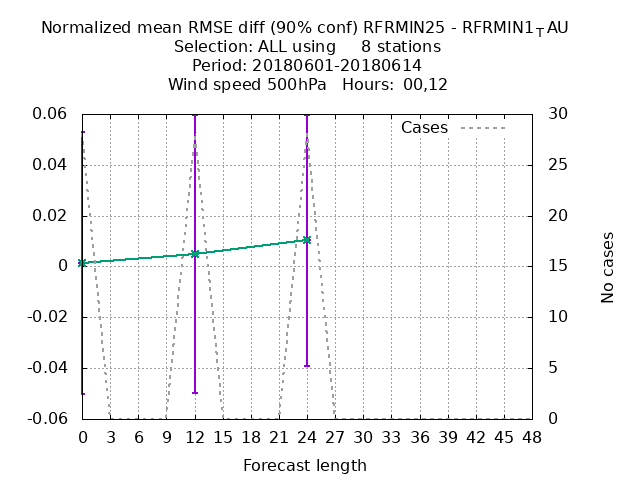 Normalized mean RMSE diff (90% conf) RFRMIN25 - RFRMIN1TAU
Selection: ALL using     8 stations
Period: 20180601-20180614
Wind speed 500hPa   Hours:  00,12
Cases
0.06
0.04
0.02
0
-0.02
-0.04
-0.06
30
25
20
15
10
5
0
No cases
0 3 6 9 12 15 18 21 24 27 30 33 36 39 42 45 48
Forecast length